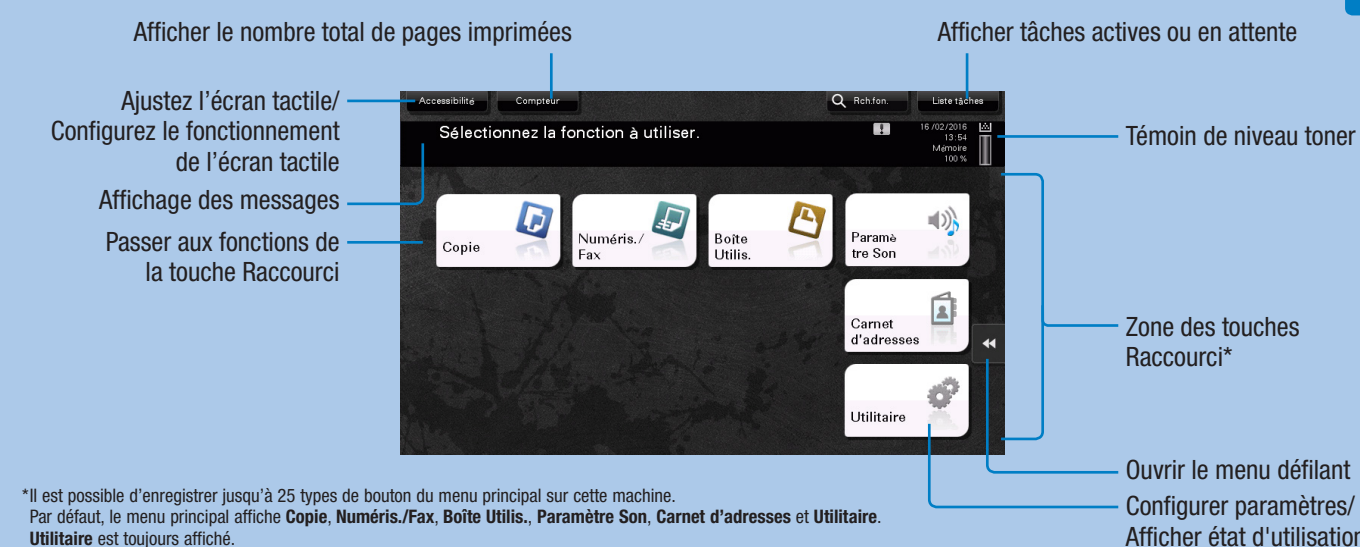 Afficher le nombre total de pages imprimées
Afficher tâches actives ou en attente
Ajustez l'écran tactile/
Configurez le fonctionnement
de l'écran tactile
Affichage des messages
Passer aux fonctions de
la touche Raccourci
Accessibilité
Compteur
Rch.fon.
Liste tâches
Sélectionnez la fonction à utiliser.
16/02/2016
13:54
Mémoire
100 %
Témoin de niveau toner
Copie
Numéris./
Fax
Boîte
Utilis.
Paramè
tre Son
Carnet
d'adresses
Utilitaire
Zone des touches
Raccourci*
Ouvrir le menu défilant
Configurer paramètres/
Afficher état d'utilisation
*Il est possible d'enregistrer jusqu'à 25 types de bouton du menu principal sur cette machine.
Par défaut, le menu principal affiche Copie, Numéris./Fax, Boîte Utilis., Paramètre Son, Carnet d'adresses et Utilitaire.
Utilitaire est toujours affiché.